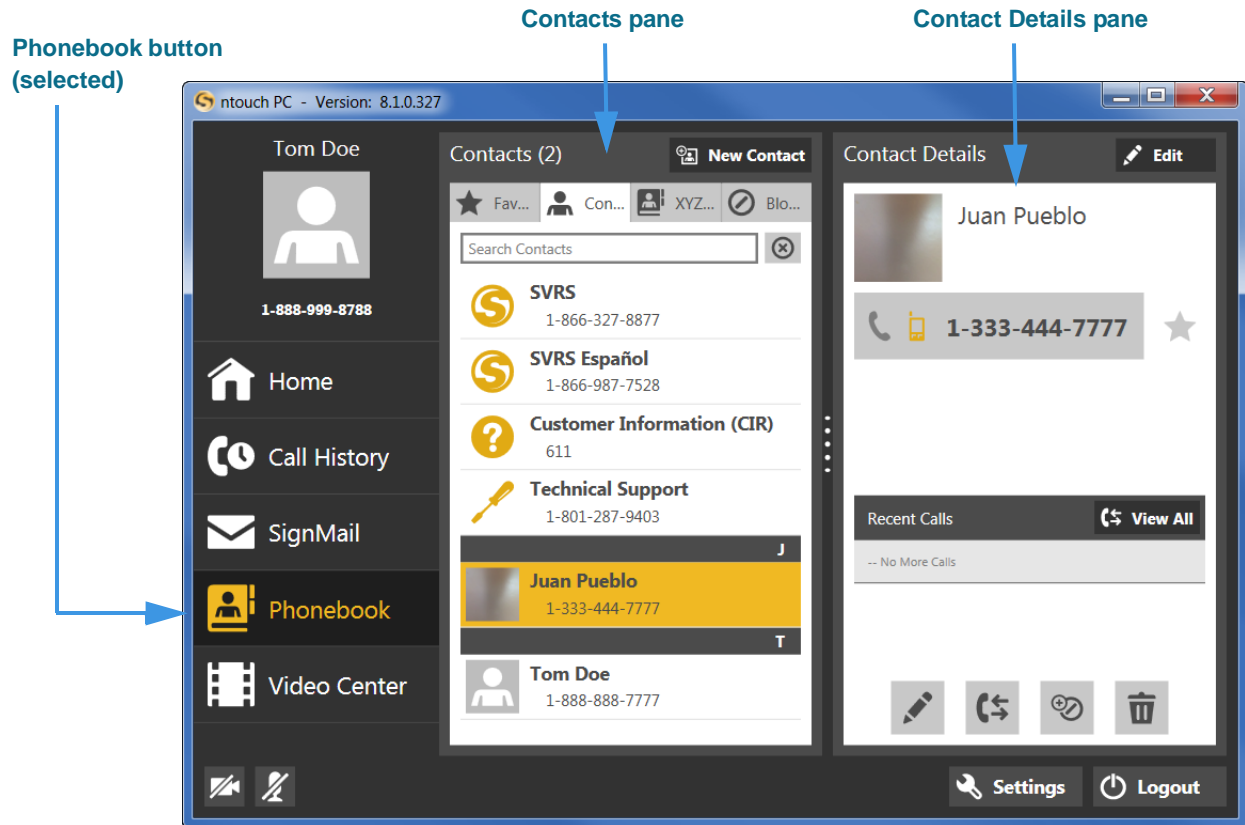 Contacts pane
Contact Details pane
Phonebook button
(selected)
ntouch PC - Version: 8.1.0.327
Tom Doe
1-888-999-8788
Home
Call History
SignMail
Phonebook
Video Center
Contacts (2)
New Contact
Fav...
Con...
XYZ...
Blo...
Search Contacts
SVRS
1-866-327-8877
SVRS Español
1-866-987-7528
Customer Information (CIR)
611
Technical Support
1-801-287-9403
J
Juan Pueblo
1-333-444-7777
T
Tom Doe
1-888-888-7777
Contact Details
Edit
Juan Pueblo
1-333-444-7777
Recent Calls
View All
-- No More Calls
Settings
Logout